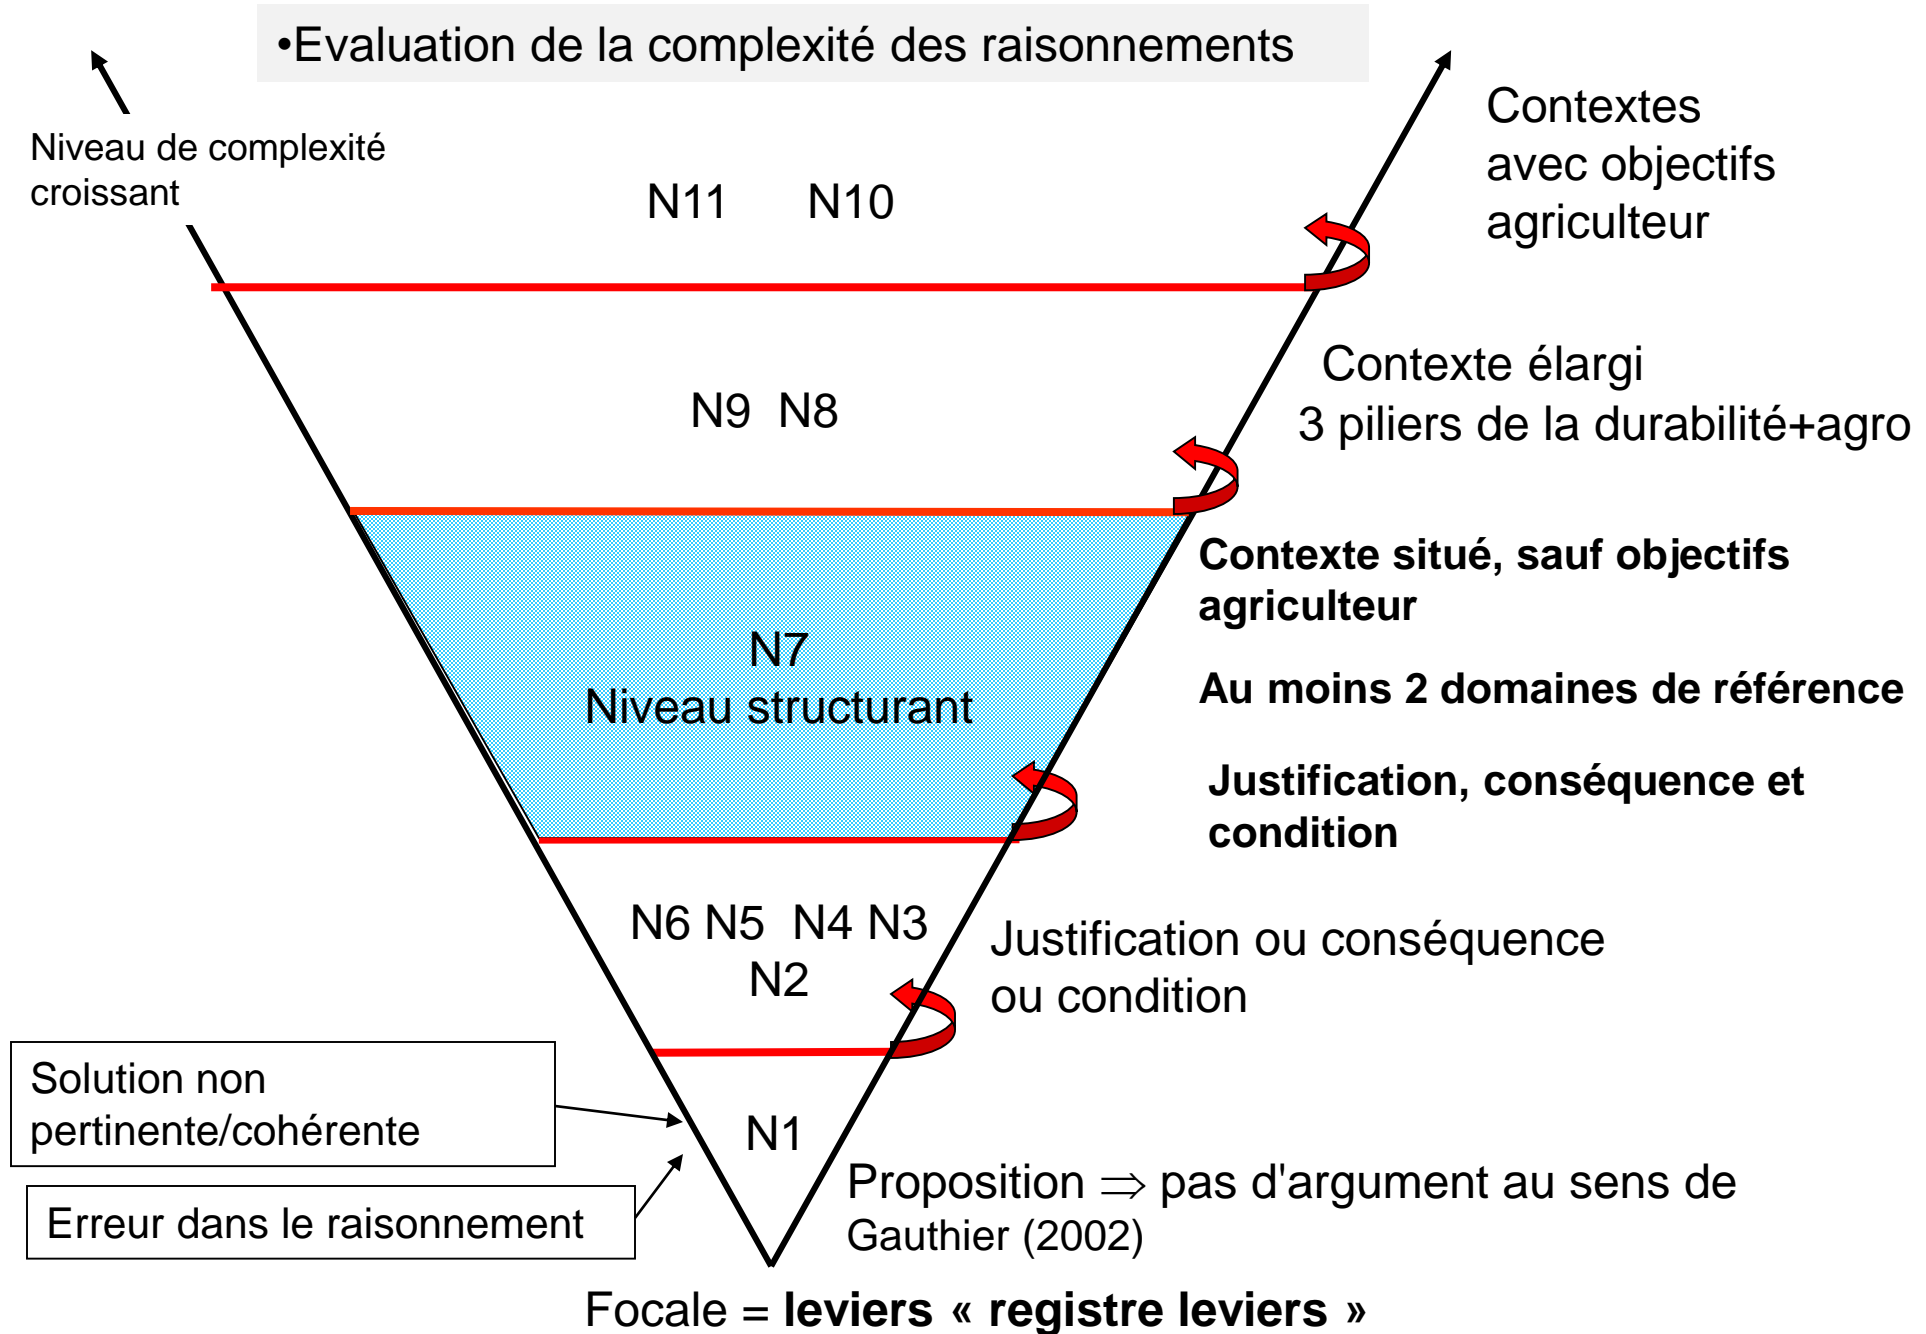 •Evaluation de la complexité des raisonnements
Niveau de complexité
croissant
Contextes
avec objectifs
agriculteur
N11 N10
Contexte élargi
3 piliers de la durabilité+agro
N9 N8
Contexte situé, sauf objectifs
agriculteur
N7
Niveau structurant
Au moins 2 domaines de référence
Justification, conséquence et
condition
N6 N5 N4 N3
N2
Justification ou conséquence
ou condition
Solution non
pertinente/cohérente
N1
Erreur dans le raisonnement
Proposition ⇒ pas d'argument au sens de
Gauthier (2002)
Focale = leviers « registre leviers »